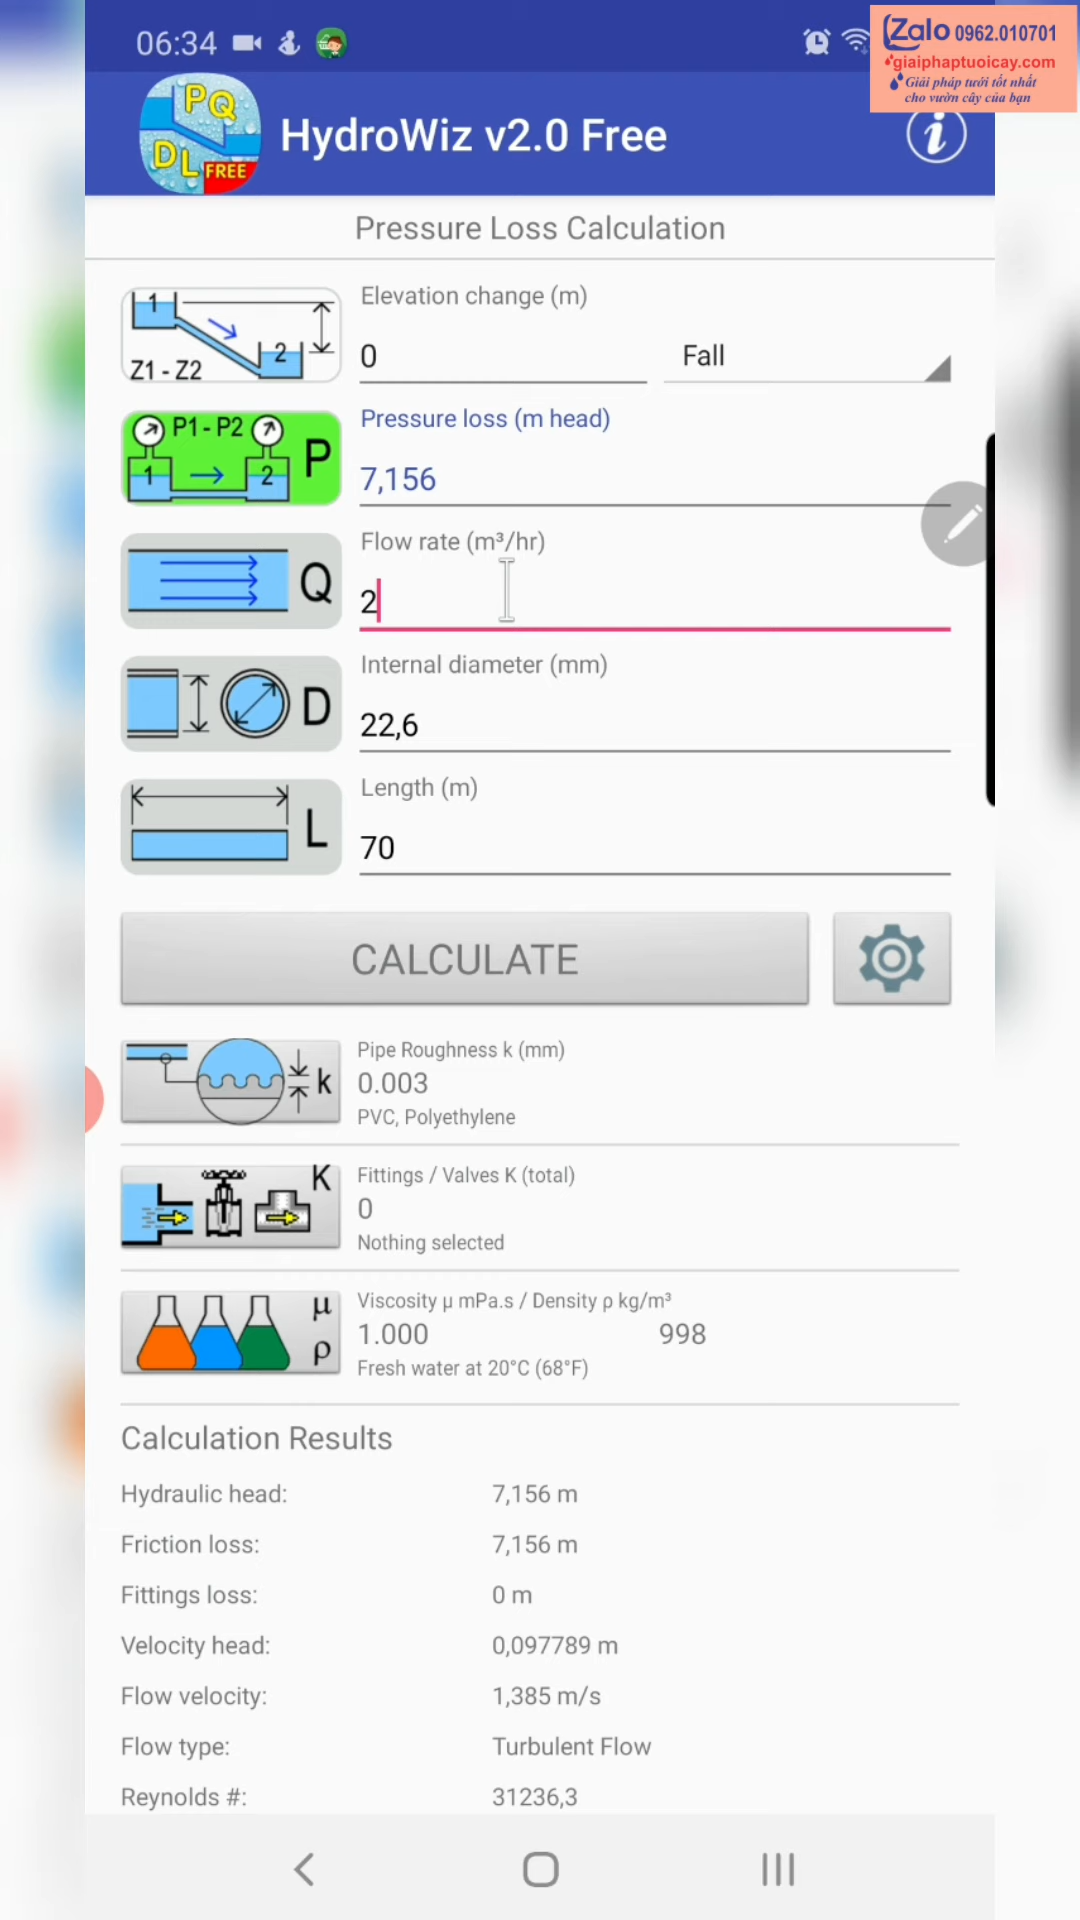 06:34
Zalo 0962.010701
giaiphaptuoicay.com
Giải pháp tưới tốt nhất
cho vườn cây của bạn
PQ
DL FREE
HydroWiz v2.0 Free
i
Pressure Loss Calculation
Elevation change (m)
1
2
Z1 - Z2
0
Fall
Pressure loss (m head)
P1 - P2
1
2
P
7,156
Flow rate (m³/hr)
Q
2
Internal diameter (mm)
D
22,6
Length (m)
L
70
CALCULATE
Pipe Roughness k (mm)
k
0.003
PVC, Polyethylene
Fittings / Valves K (total)
K
0
Nothing selected
Viscosity µ mPa.s / Density ρ kg/m³
µ
1.000 998
ρ
Fresh water at 20°C (68°F)
Calculation Results
Hydraulic head: 7,156 m
Friction loss: 7,156 m
Fittings loss: 0 m
Velocity head: 0,097789 m
Flow velocity: 1,385 m/s
Flow type: Turbulent Flow
Reynolds #: 31236,3